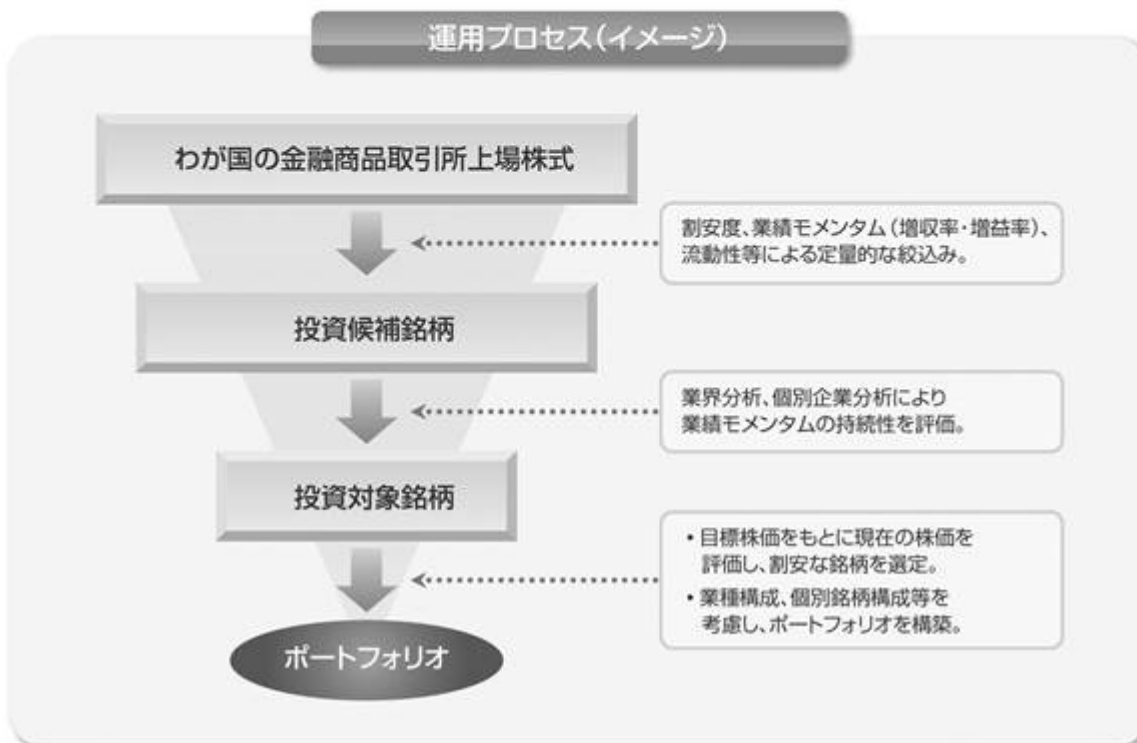 運用プロセス(イメージ)
わが国の金融商品取引所上場株式
割安度、業績モメンタム(増収率・増益率)、
流動性等による定量的な絞込み。
投資候補銘柄
業界分析、個別企業分析により
業績モメンタムの持続性を評価。
投資対象銘柄
・目標株価をもとに現在の株価を
評価し、割安な銘柄を選定。
・業種構成、個別銘柄構成等を
考慮し、ポートフォリオを構築。
ポートフォリオ